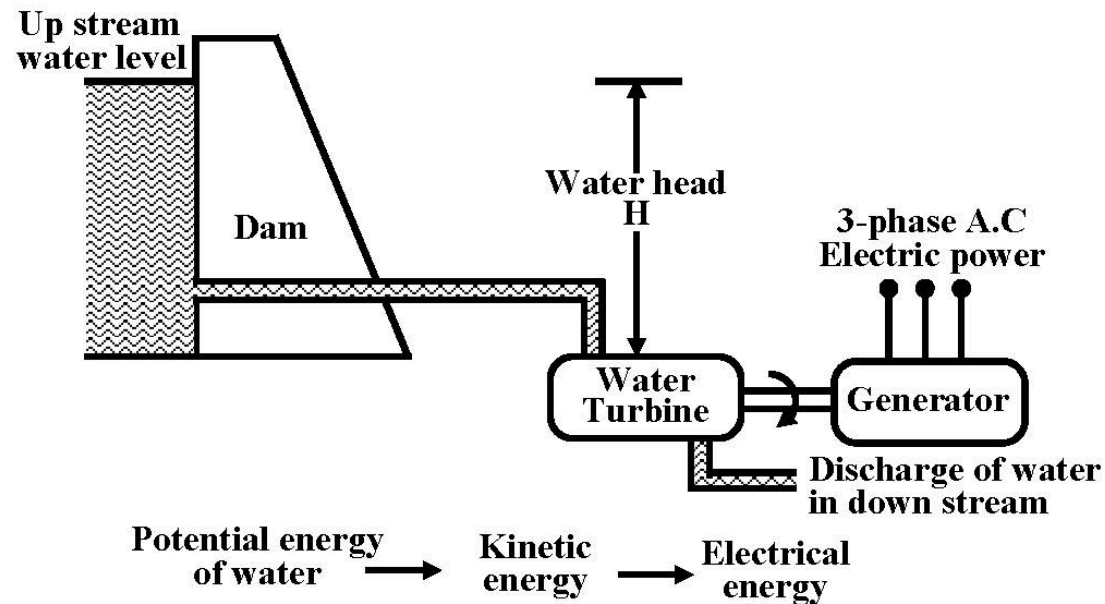 Up stream
water level
Dam
Water head
H
3-phase A.C
Electric power
Water
Turbine
Generator
Discharge of water
in down stream
Potential energy
of water
Kinetic
energy
Electrical
energy